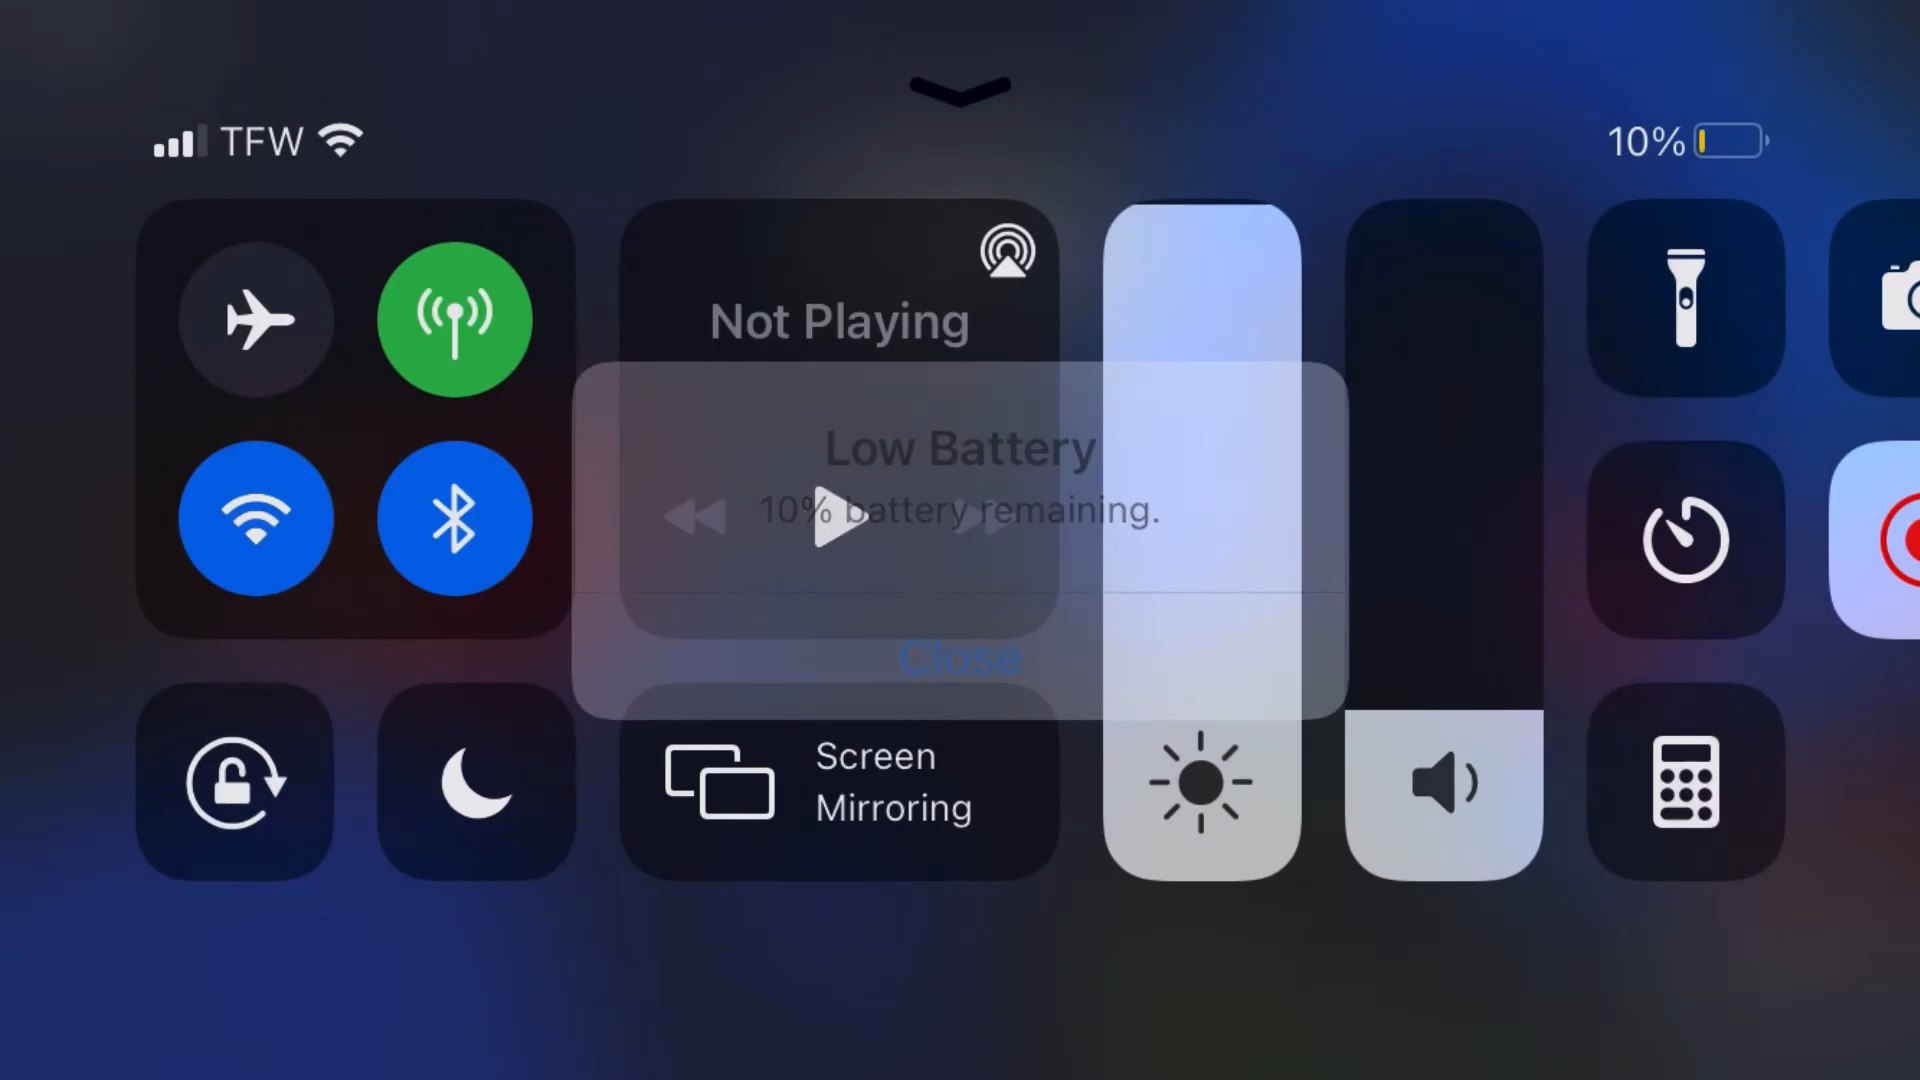 TFW
10%
Not Playing
Low Battery
10% battery remaining.
Close
Screen
Mirroring